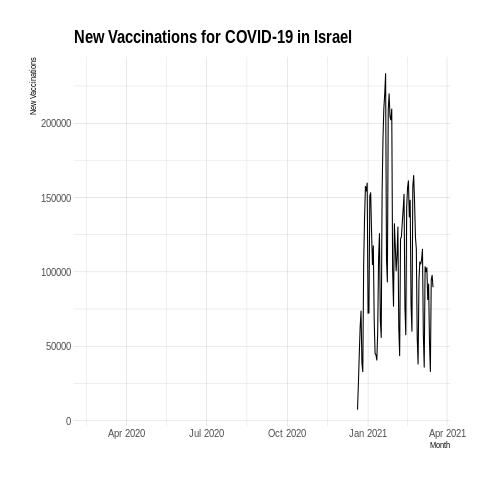 New Vaccinations for COVID-19 in Israel
New Vaccinations
200000
150000
100000
50000
0
Apr 2020 Jul 2020 Oct 2020 Jan 2021 Apr 2021
Month